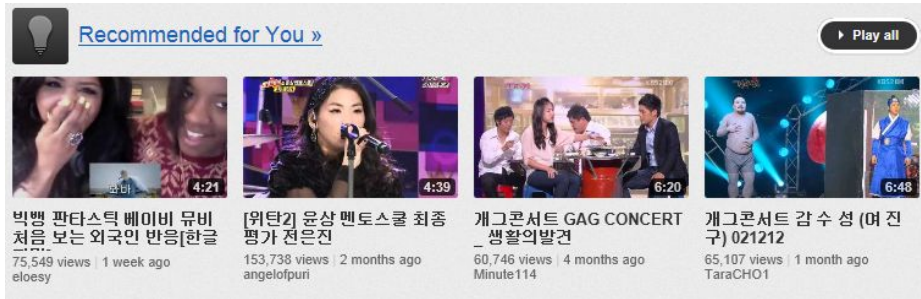 Recommended for You »
Play all
와바
4:21
4:39
6:20
6:48
빅뱅 판타스틱 베이비 뮤비
처음 보는 외국인 반응[한글
75,549 views | 1 week ago
eloesy
[위탄2] 윤상 멘토스쿨 최종
평가 전은진
153,738 views | 2 months ago
angelofpuri
개그콘서트 GAG CONCERT
_ 생활의발견
60,746 views | 4 months ago
Minute114
개그콘서트 감 수 성 (여 진
구) 021212
65,107 views | 1 month ago
TaraCHO1